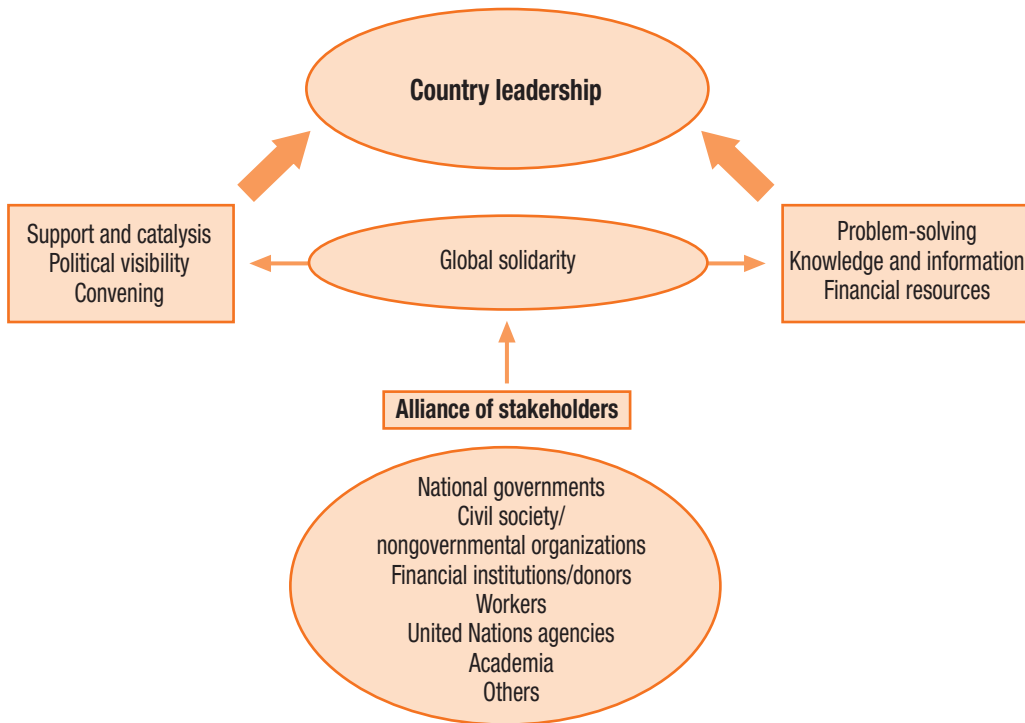 Country leadership
Support and catalysis
Political visibility
Convening
Global solidarity
Problem-solving
Knowledge and information
Financial resources
Alliance of stakeholders
National governments
Civil society/
nongovernmental organizations
Financial institutions/donors
Workers
United Nations agencies
Academia
Others